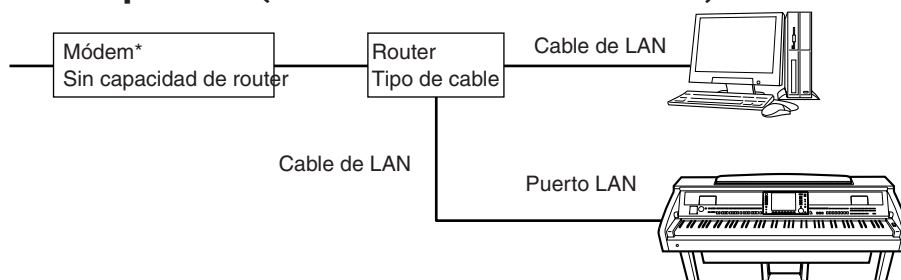 Módem*
Sin capacidad de router
Router
Tipo de cable
Cable de LAN
Cable de LAN
Puerto LAN